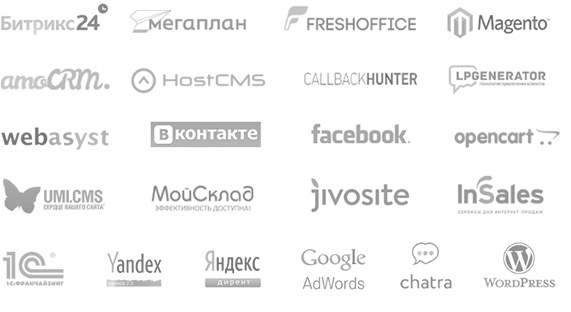 Битрикс24
мегаплан
FRESHOFFICE
Magento
amoCRM.
HostCMS
CALLBACKHUNTER
LPGENERATOR
webasyst
В контакте
facebook
opencart
UMI.CMS
СЕРДЦЕ ВАШЕГО САЙТА
МойСклад
ЭФФЕКТИВНОСТЬ ДОСТУПНА!
jivosite
InSales
СЕРВИСЫ ДЛЯ ИНТЕРНЕТ-ПРОДАЖ
1С
1С:ФРАНЧАЙЗИНГ
Yandex
Яндекс
директ
Google
AdWords
chatra
WORDPRESS